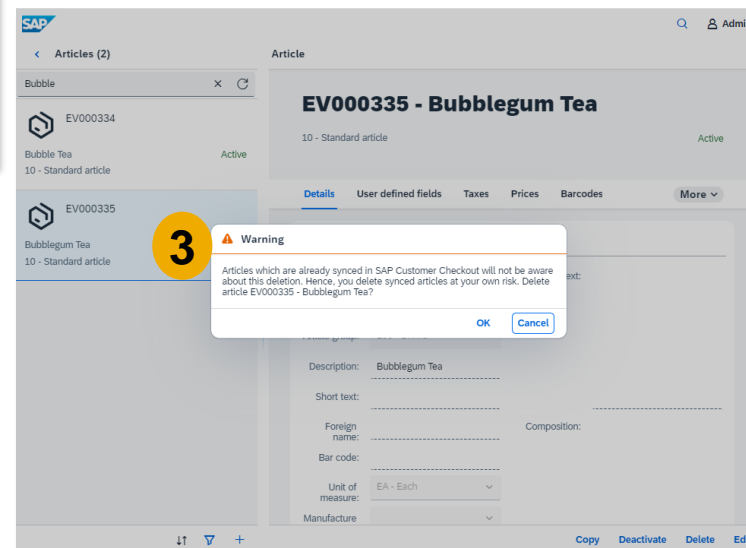 SAP
Admi
Articles (2)
Article
Bubble
EV000334
Bubble Tea
Active
10 - Standard article
EV000335
Bubblegum Tea
10 - Standard article
EV000335 - Bubblegum Tea
10 - Standard article
Active
Details User defined fields Taxes Prices Barcodes More
3
Warning
Articles which are already synced in SAP Customer Checkout will not be aware
about this deletion. Hence, you delete synced articles at your own risk. Delete
article EV000335 - Bubblegum Tea?
OK Cancel
ext:
Description: Bubblegum Tea
Short text:
Foreign
name:
Composition:
Bar code:
Unit of
measure:
EA - Each
Manufacture
Copy Deactivate Delete Ed